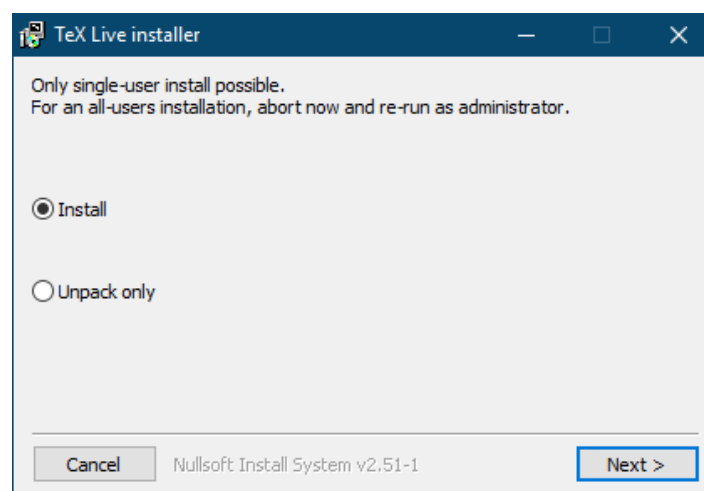 TeX Live installer
Only single-user install possible.
For an all-users installation, abort now and re-run as administrator.
Install
Unpack only
Cancel
Nullsoft Install System v2.51-1
Next >